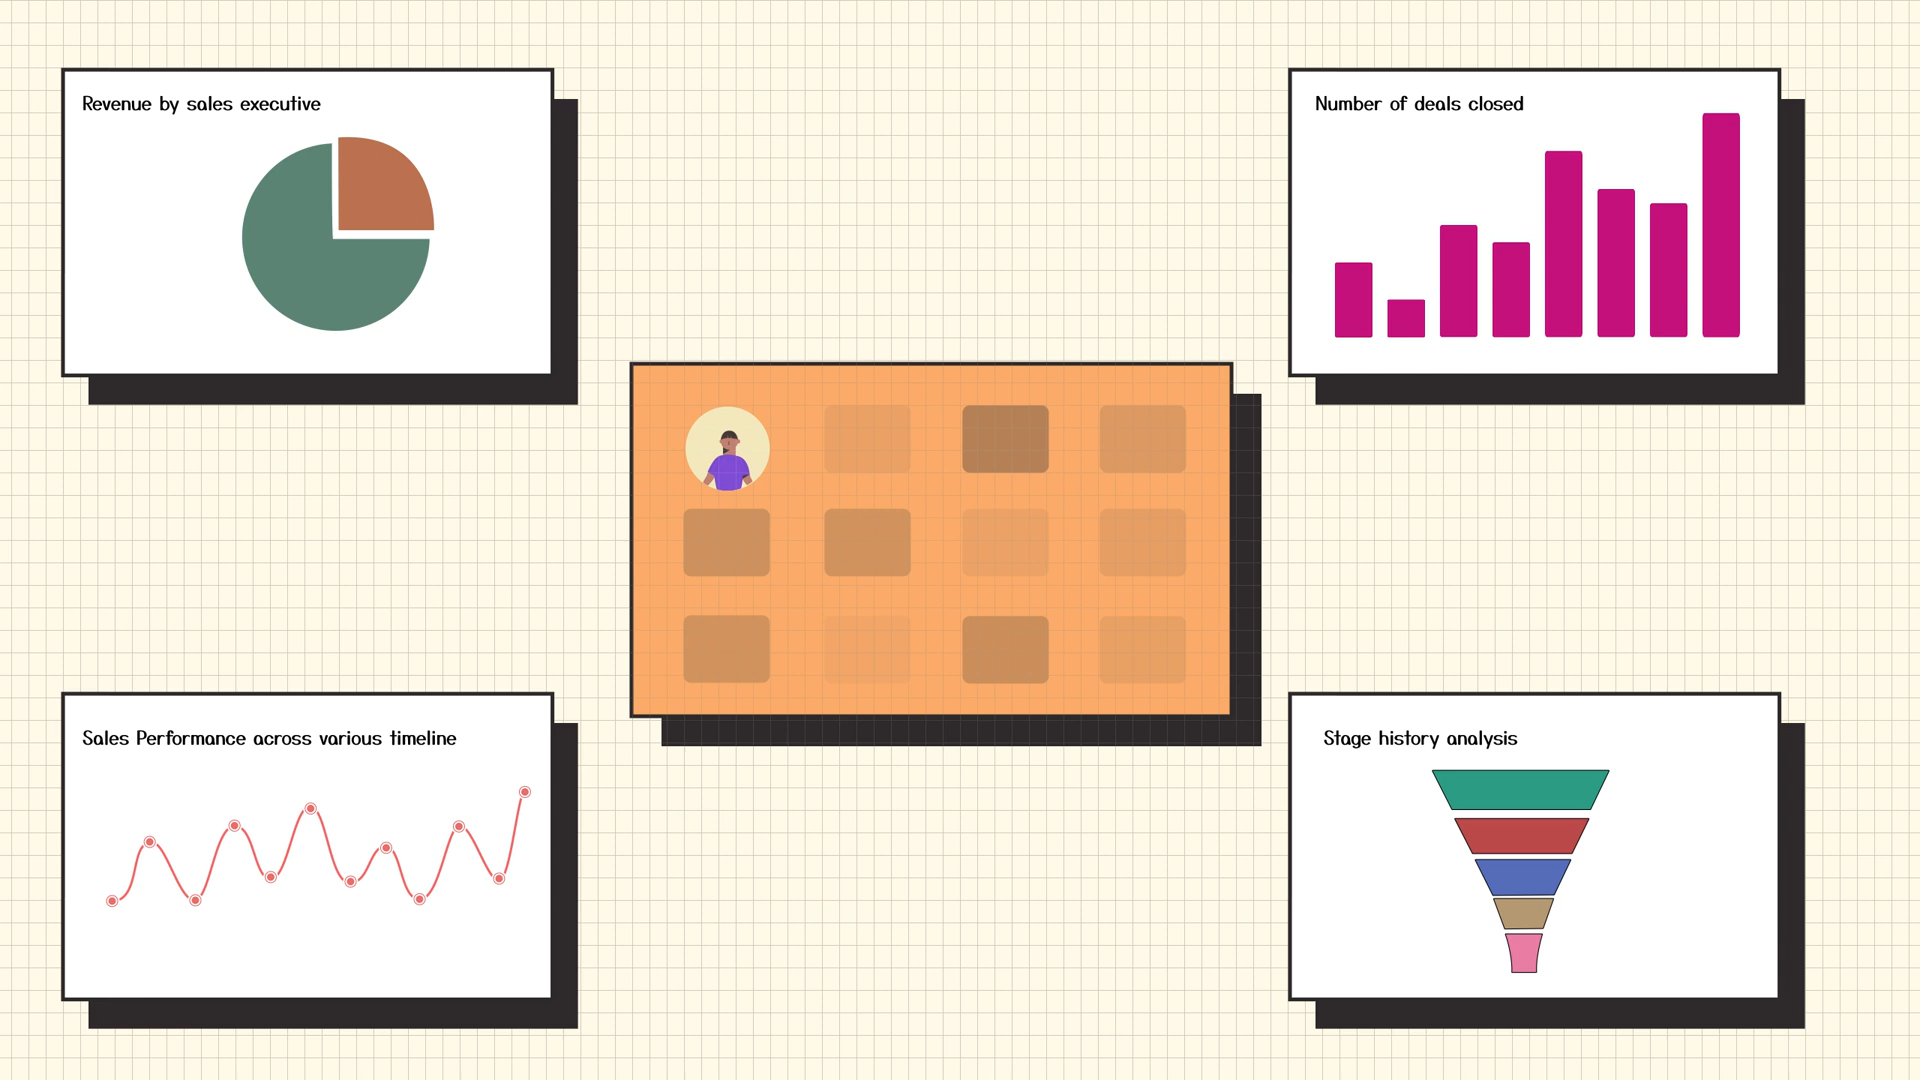 Revenue by sales executive
Number of deals closed
Sales Performance across various timeline
Stage history analysis